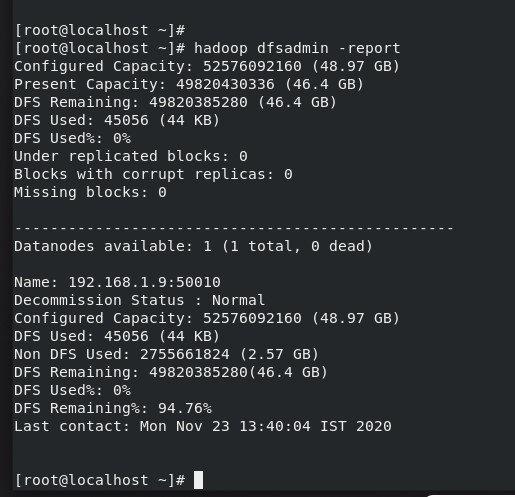 [root@localhost ~]#
[root@localhost ~]# hadoop dfsadmin -report
Configured Capacity: 52576092160 (48.97 GB)
Present Capacity: 49820430336 (46.4 GB)
DFS Remaining: 49820385280 (46.4 GB)
DFS Used: 45056 (44 KB)
DFS Used%: 0%
Under replicated blocks: 0
Blocks with corrupt replicas: 0
Missing blocks: 0
-------------------------------------------------
Datanodes available: 1 (1 total, 0 dead)
Name: 192.168.1.9:50010
Decommission Status : Normal
Configured Capacity: 52576092160 (48.97 GB)
DFS Used: 45056 (44 KB)
Non DFS Used: 2755661824 (2.57 GB)
DFS Remaining: 49820385280(46.4 GB)
DFS Used%: 0%
DFS Remaining%: 94.76%
Last contact: Mon Nov 23 13:40:04 IST 2020
[root@localhost ~]#